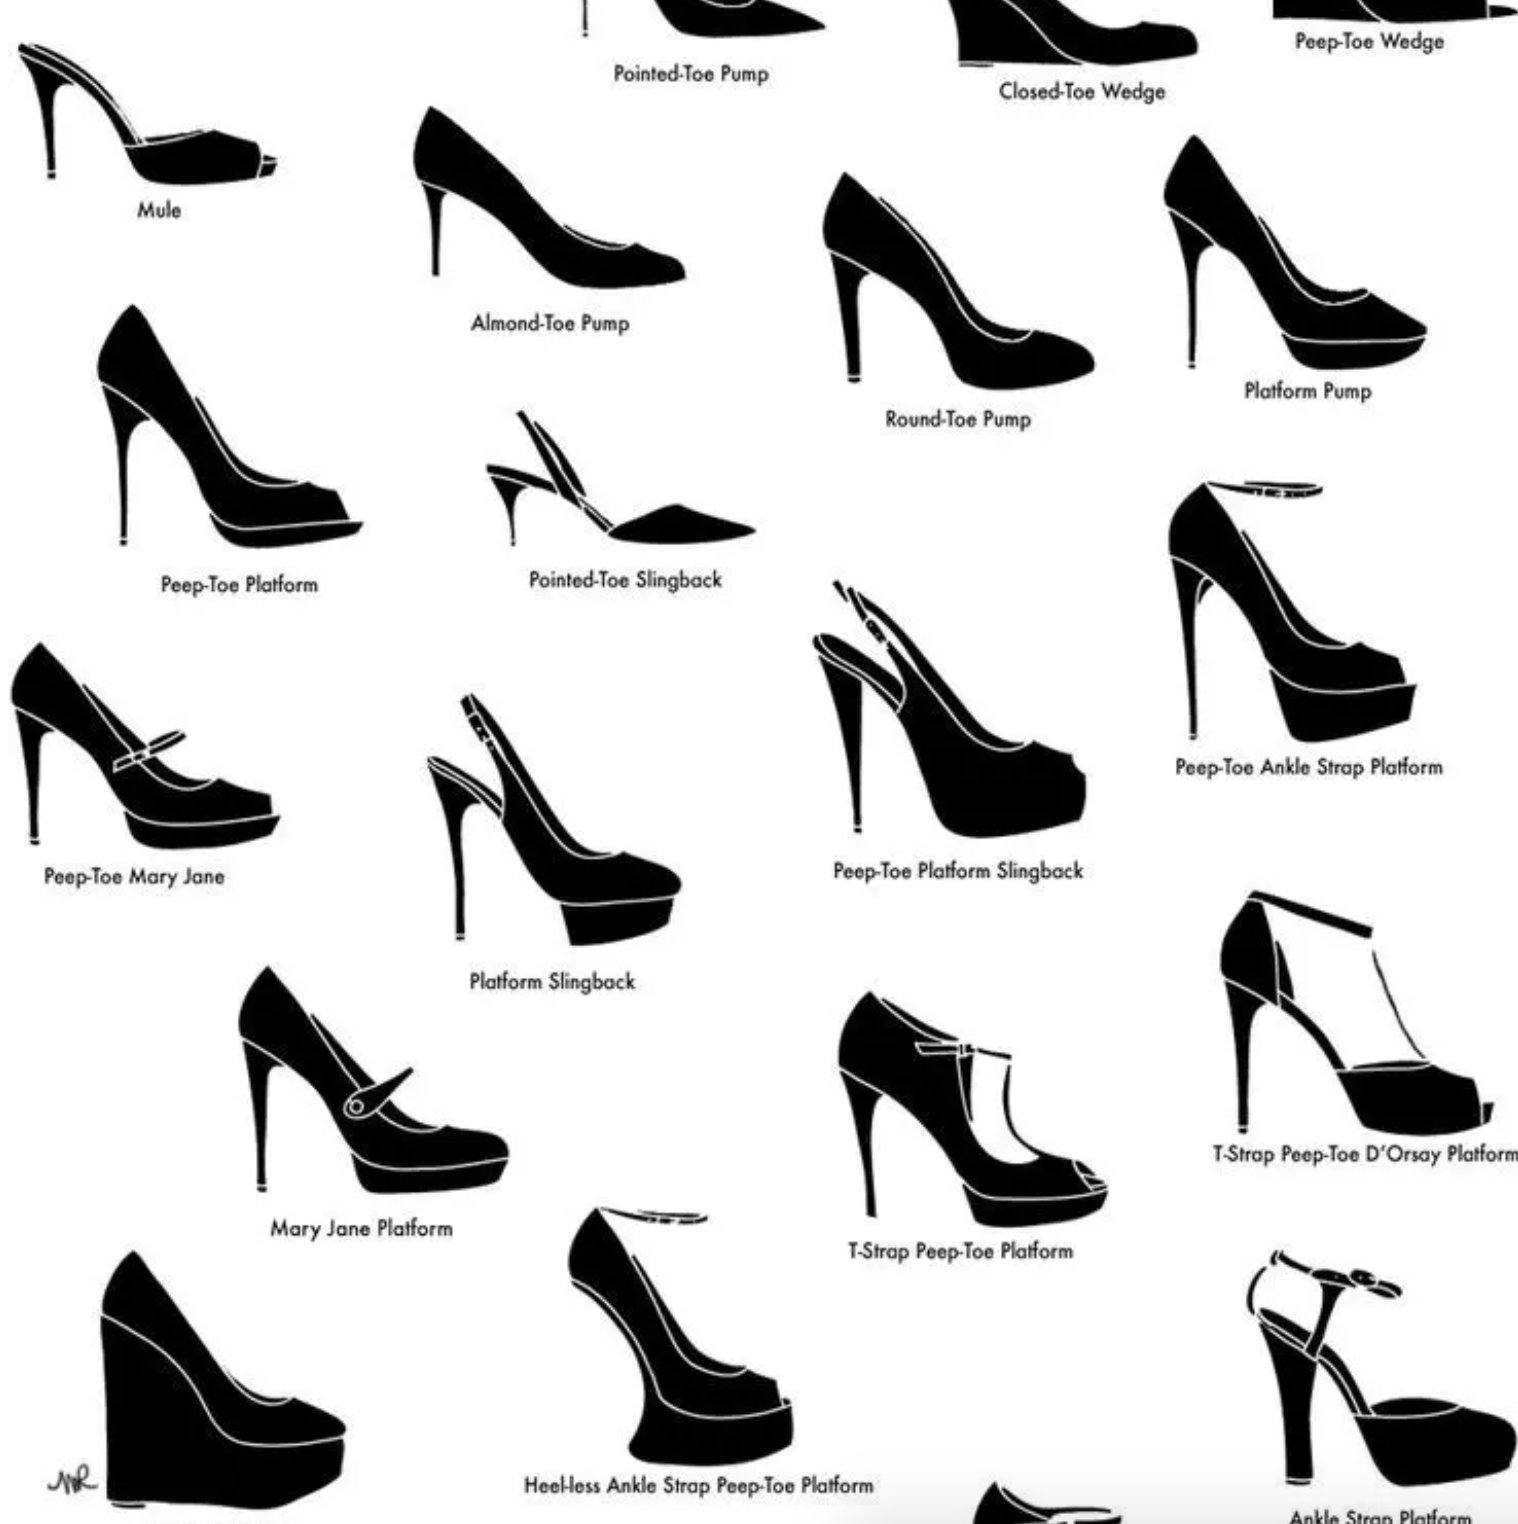 Pointed-Toe Pump
Closed-Toe Wedge
Peep-Toe Wedge
Mule
Almond-Toe Pump
Round-Toe Pump
Platform Pump
Peep-Toe Platform
Pointed-Toe Slingback
Peep-Toe Ankle Strap Platform
Peep-Toe Mary Jane
Platform Slingback
Peep-Toe Platform Slingback
Mary Jane Platform
T-Strap Peep-Toe Platform
T-Strap Peep-Toe D'Orsay Platform
Heel-less Ankle Strap Peep-Toe Platform
Ankle Strap Platform